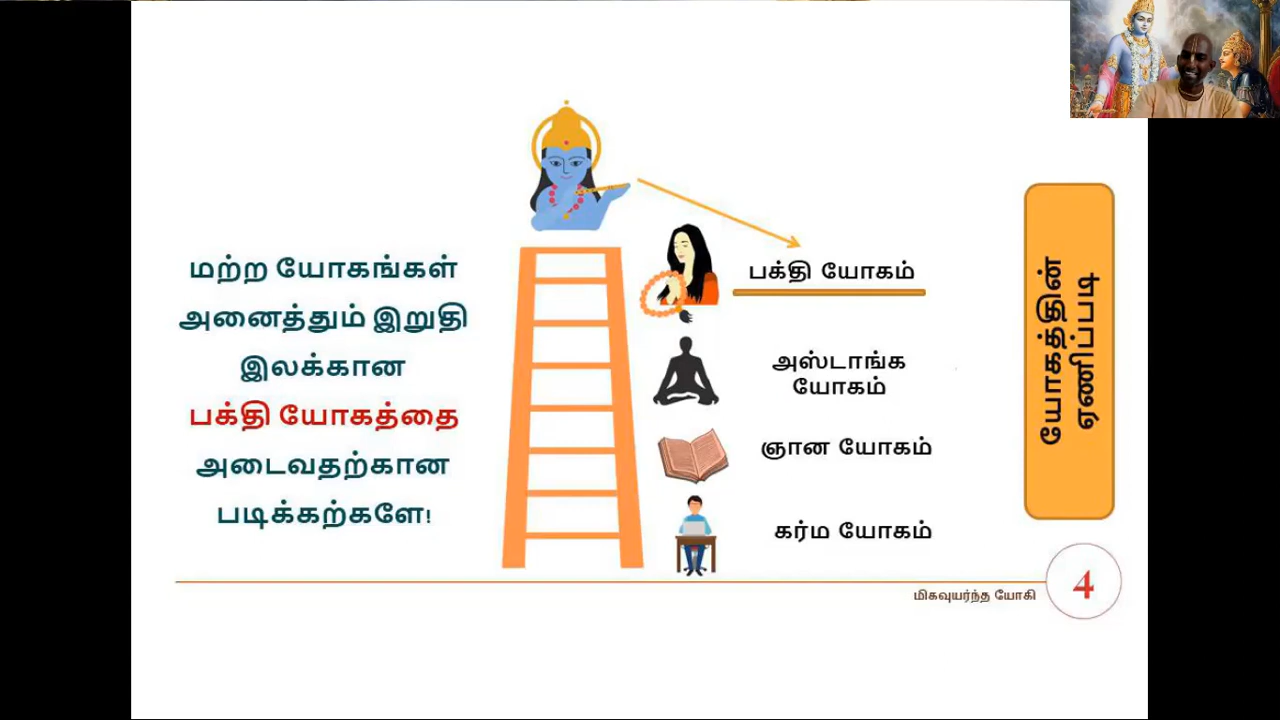 மற்ற யோகங்கள்
அனைத்தும் இறுதி
இலக்கான
பக்தி யோகத்தை
அடைவதற்கான
படிக்கற்களே!
பக்தி யோகம்
அஸ்டாங்க
யோகம்
ஞான யோகம்
கர்ம யோகம்
யோகத்தின்
ஏணிப்படி
மிகவுயர்ந்த யோகி
4